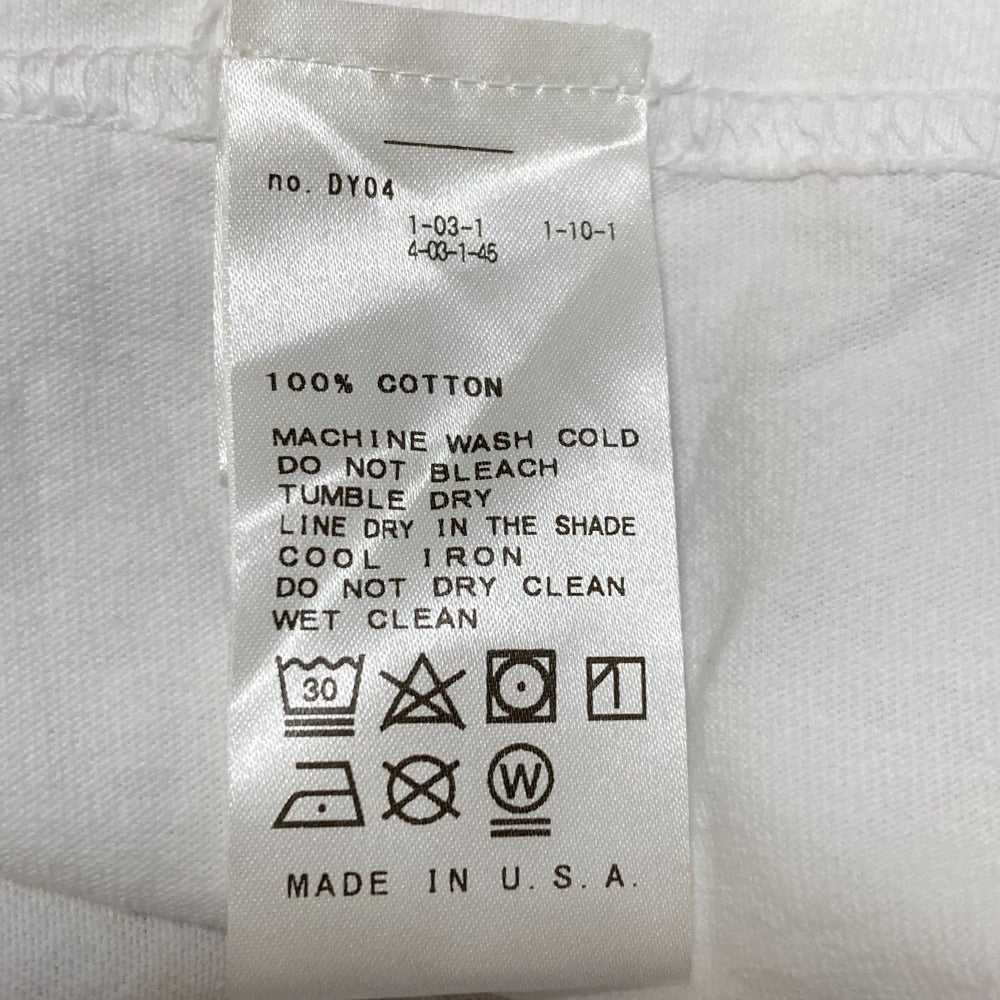 no. DY04
1-03-1 1-10-1
4-03-1-45
100% COTTON
MACHINE WASH COLD
DO NOT BLEACH
TUMBLE DRY
LINE DRY IN THE SHADE
COOL IRON
DO NOT DRY CLEAN
WET CLEAN
30
W
MADE IN U.S.A.